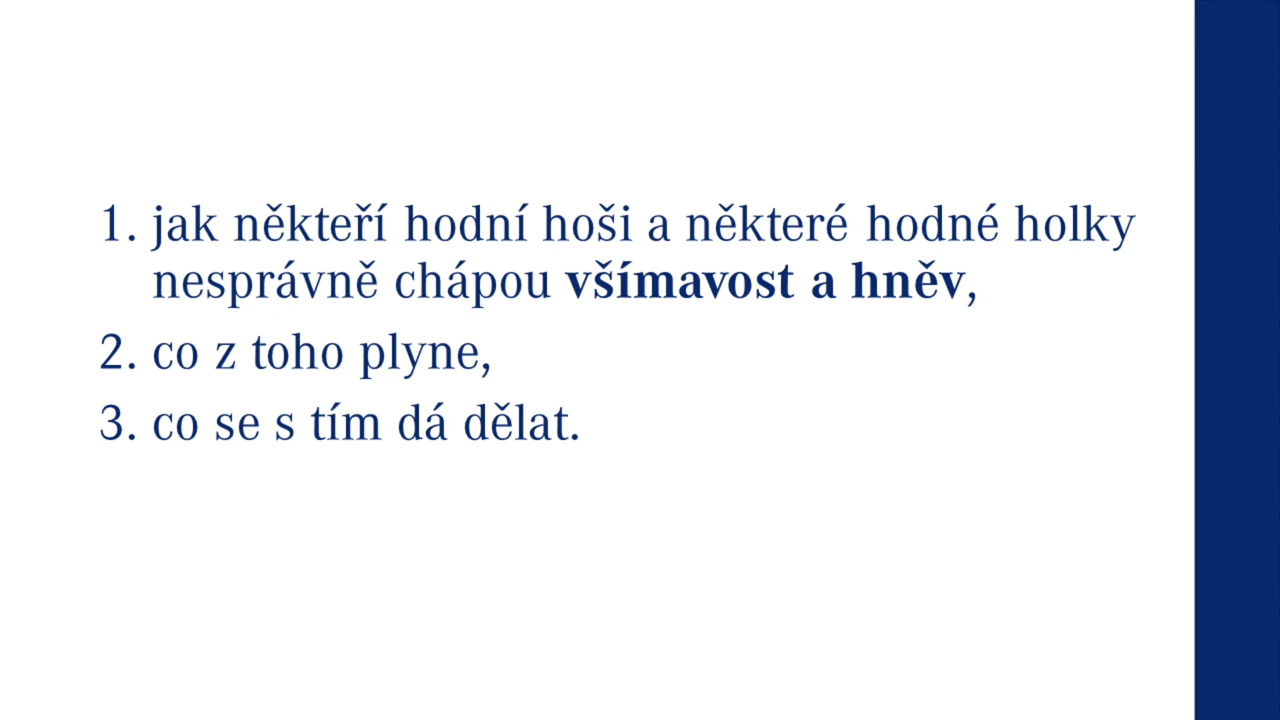 1. jak někteří hodní hoši a některé hodné holky
nesprávně chápou všímavost a hněv,
2. co z toho plyne,
3. co se s tím dá dělat.